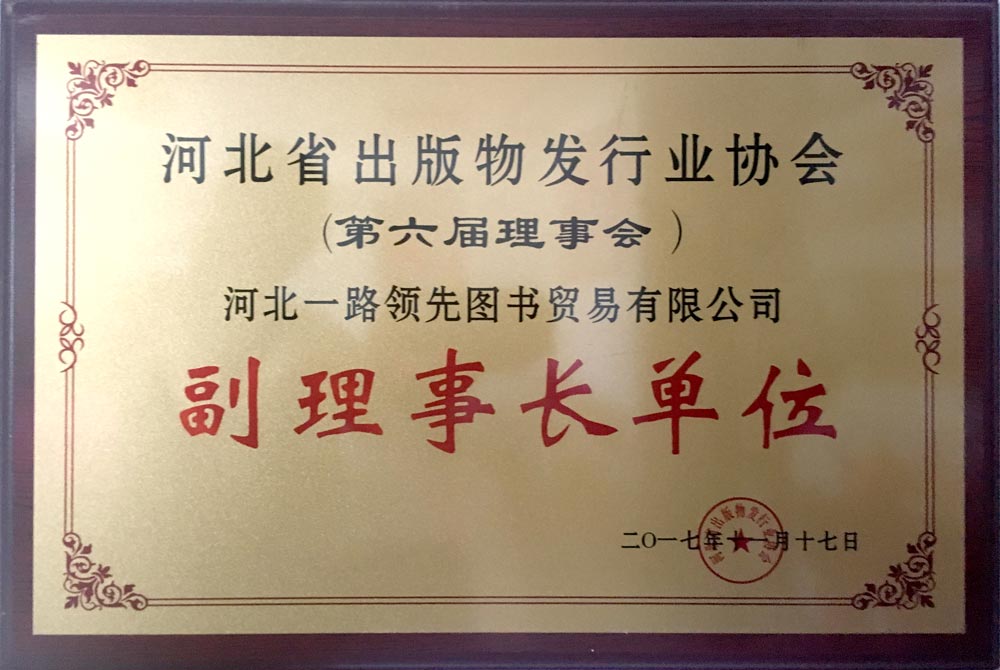 河北省出版物发行业协会
(第六届理事会)
河北一路领先图书贸易有限公司
副理事长单位
二〇一七年十一月十七日